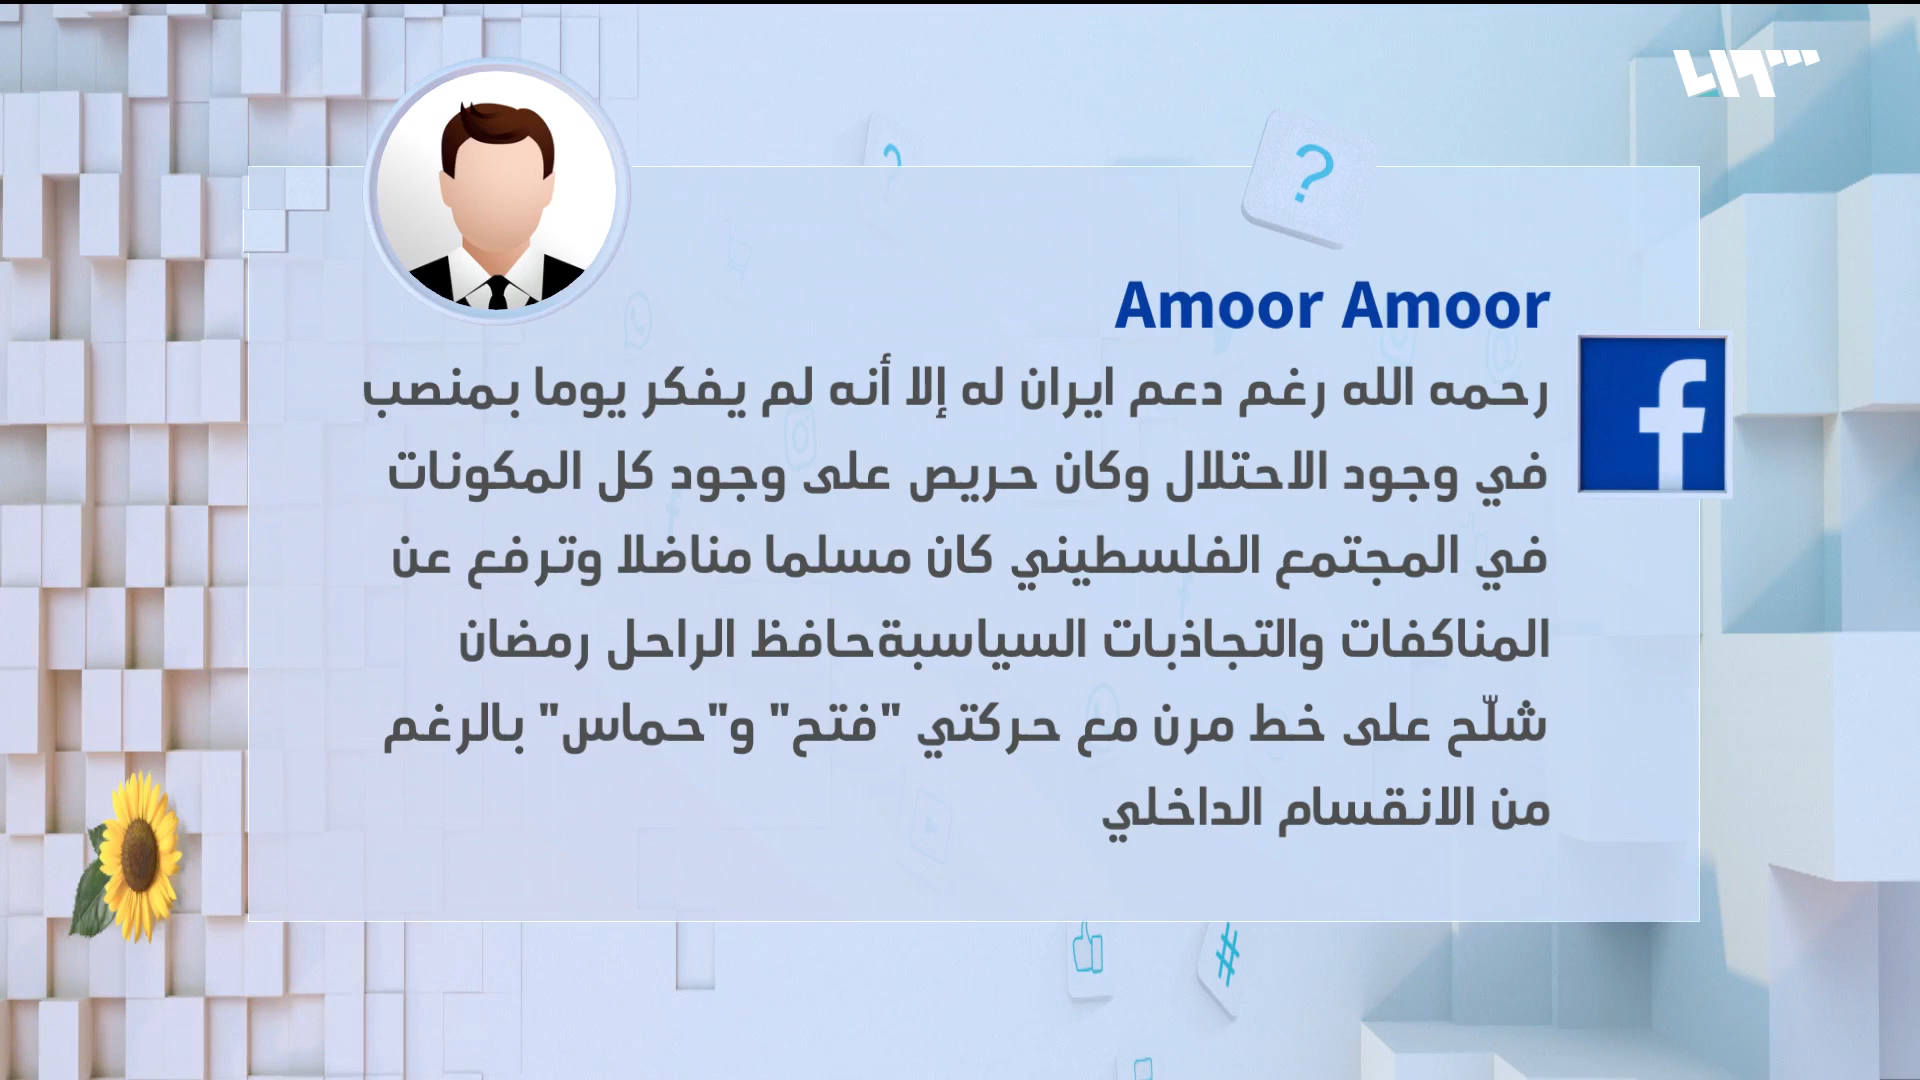 Amoor Amoor
رحمه الله رغم دعم ايران له إلا أنه لم يفكر يوما بمنصب
في وجود الاحتلال وكان حريص على وجود كل المكونات
في المجتمع الفلسطيني كان مسلما مناضلا وترفع عن
المناكفات والتجاذبات السياسبةحافظ الراحل رمضان
شلّح على خط مرن مع حركتي "فتح" و"حماس" بالرغم
من الانقسام الداخلي